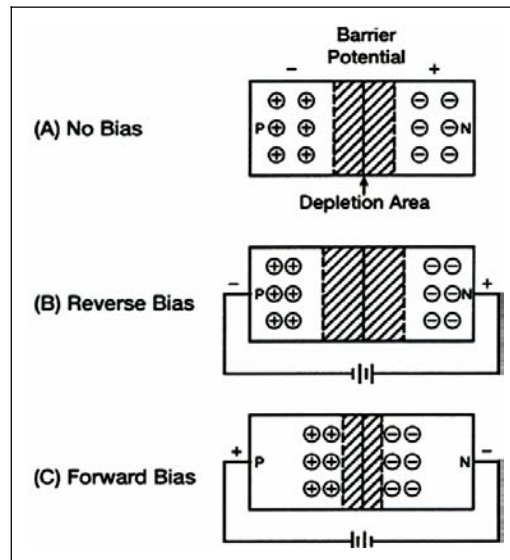 Barrier
Potential
- +
(A) No Bias
P N
Depletion Area
- +
(B) Reverse Bias
P N
+ -
(C) Forward Bias
P N